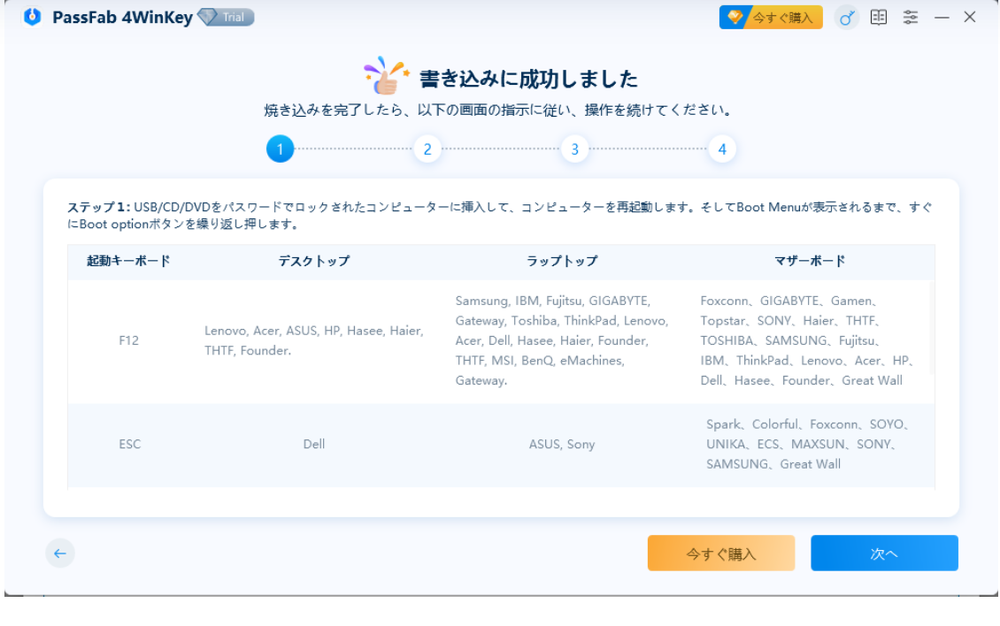 PassFab 4WinKey Trial 今すぐ購入
書き込みに成功しました
焼き込みを完了したら、以下の画面の指示に従い、操作を続けてください。
1 2 3 4
ステップ1: USB/CD/DVDをパスワードでロックされたコンピューターに挿入して、コンピューターを再起動します。そしてBoot Menuが表示されるまで、すぐ
にBoot optionボタンを繰り返し押します。
起動キーボード デスクトップ ラップトップ マザーボード
F12
Lenovo, Acer, ASUS, HP, Hasee, Haier,
THTF, Founder.
Samsung, IBM, Fujitsu, GIGABYTE,
Gateway, Toshiba, ThinkPad, Lenovo,
Acer, Dell, Hasee, Haier, Founder,
THTF, MSI, BenQ, eMachines,
Gateway.
Foxconn、GIGABYTE、Gamen、
Topstar、SONY、Haier、THTF、
TOSHIBA、SAMSUNG、Fujitsu、
IBM、ThinkPad、Lenovo、Acer、HP、
Dell、Hasee、Founder、Great Wall
ESC
Dell
ASUS, Sony
Spark、Colorful、Foxconn、SOYO、
UNIKA、ECS、MAXSUN、SONY、
SAMSUNG、Great Wall
今すぐ購入 次へ